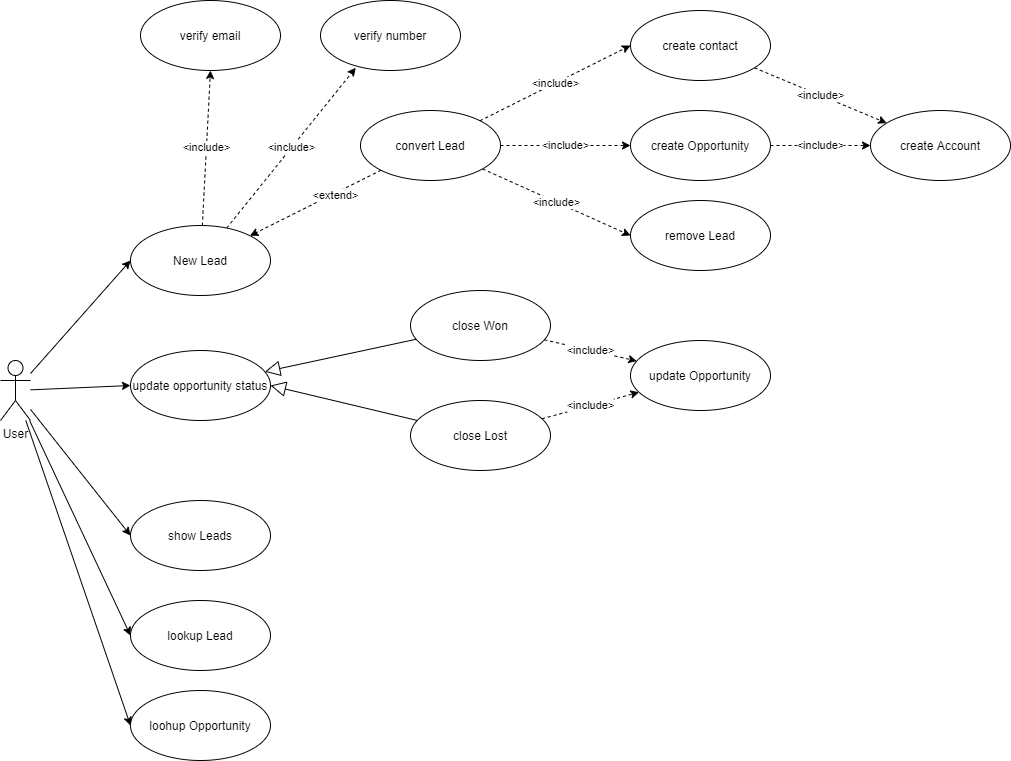 verify email
verify number
create contact
<include>
<include>
convert Lead
<include>
create Opportunity
<include>
create Account
<include>
<include>
<extend>
<include>
remove Lead
New Lead
close Won
<include>
update Opportunity
update opportunity status
<include>
close Lost
User
show Leads
lookup Lead
loohup Opportunity